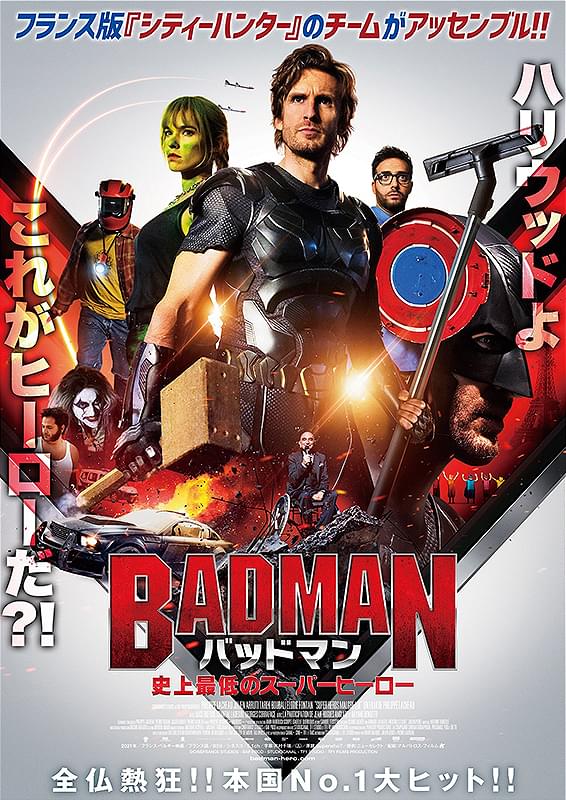 フランス版『シティーハンター』のチームがアッセンブル!!
ハリウッドよ
これがヒーローだ?!
BADMAN
バッドマン
史上最低のスーパーヒーロー
badman-hero.com
全仏熱狂!!本国No.1大ヒット!!